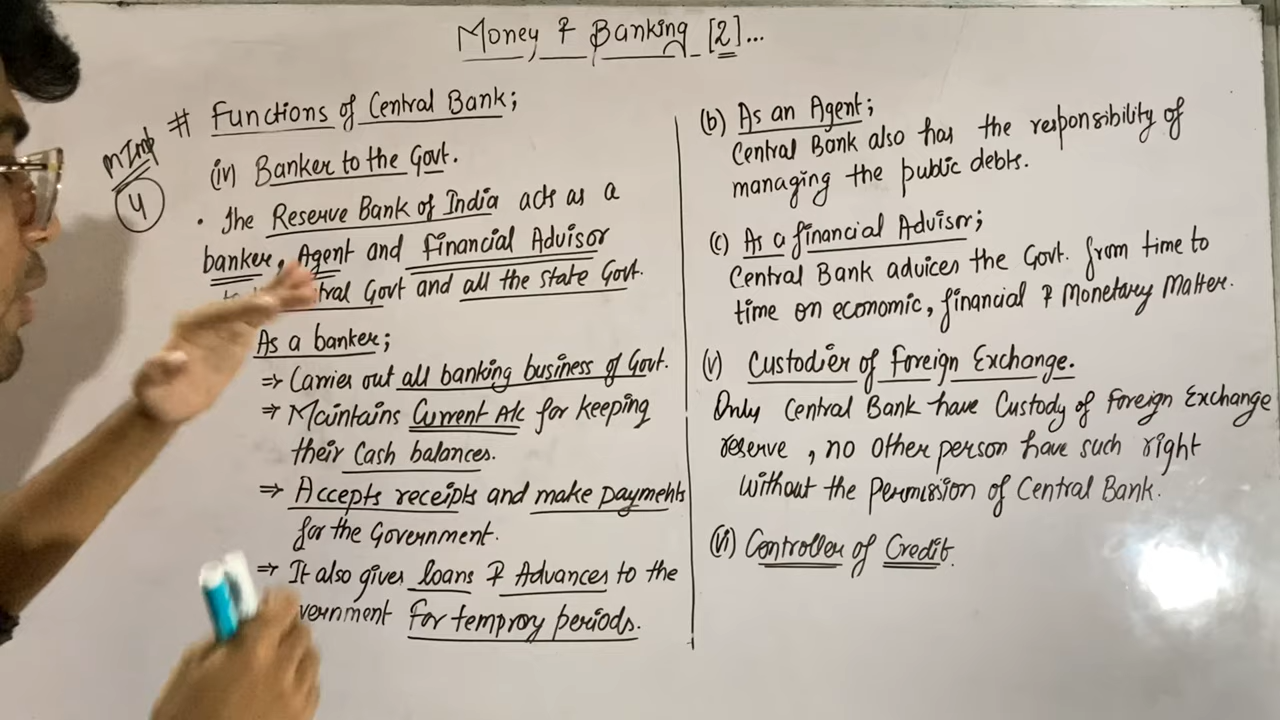 Money & Banking [2]...
# Functions of Central Bank;
M Imp
4
(iv) Banker to the Govt.
• The Reserve Bank of India acts as a
banker, Agent and financial Advisor
Govt and all the state Govt.
As a banker;
⇒ Carries out all banking business of Govt.
⇒ Maintains Current A/c for keeping
their Cash balances.
⇒ Accepts receipts and make payments
for the Government.
⇒ It also gives loans & Advances to the
for temprory periods.
(b) As an Agent;
Central Bank also has the responsibility of
managing the public debts.
(c) As a financial Advisor;
Central Bank advices the Govt. from time to
time on economic, financial & Monetary Matter.
(v) Custodier of Foreign Exchange.
Only Central Bank have Custody of Foreign Exchange
reserve, no other person have such right
without the permission of Central Bank.
(vi) Controller of Credit.